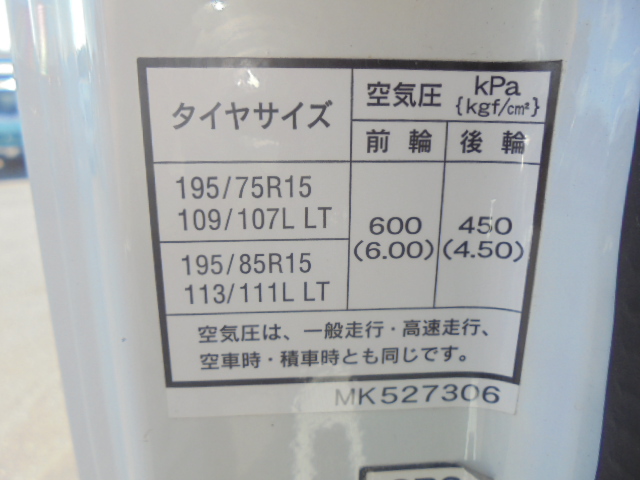 タイヤサイズ
空気圧 kPa
{kgf/cm²}
前輪 後輪
195/75R15
109/107L LT
600 450
(6.00) (4.50)
195/85R15
113/111L LT
空気圧は、一般走行・高速走行、
空車時・積車時とも同じです。
MK527306